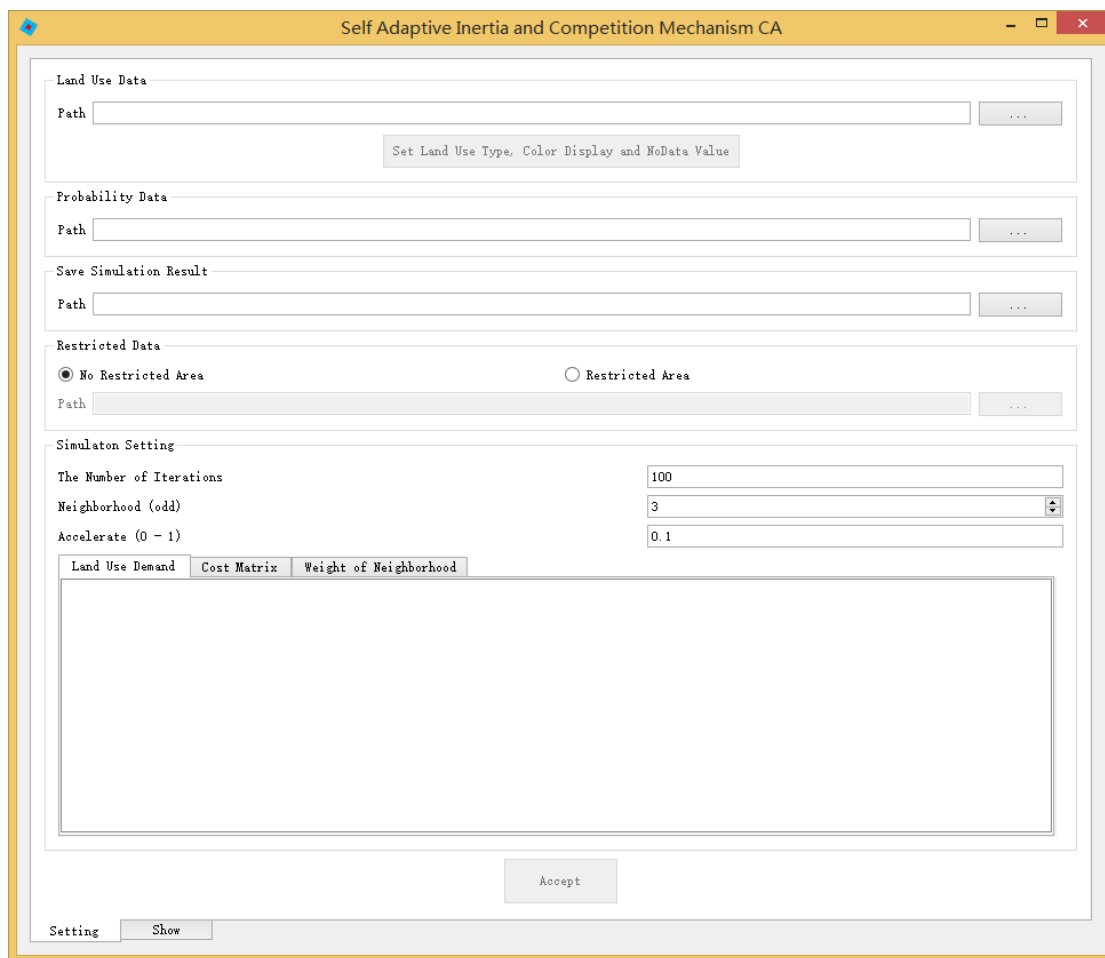 Self Adaptive Inertia and Competition Mechanism CA
Land Use Data
Path ...
Set Land Use Type, Color Display and NoData Value
Probability Data
Path ...
Save Simulation Result
Path ...
Restricted Data
No Restricted Area Restricted Area
Path ...
Simulaton Setting
The Number of Iterations 100
Neighborhood (odd) 3
Accelerate (0 - 1) 0.1
Land Use Demand Cost Matrix Weight of Neighborhood
Accept
Setting Show